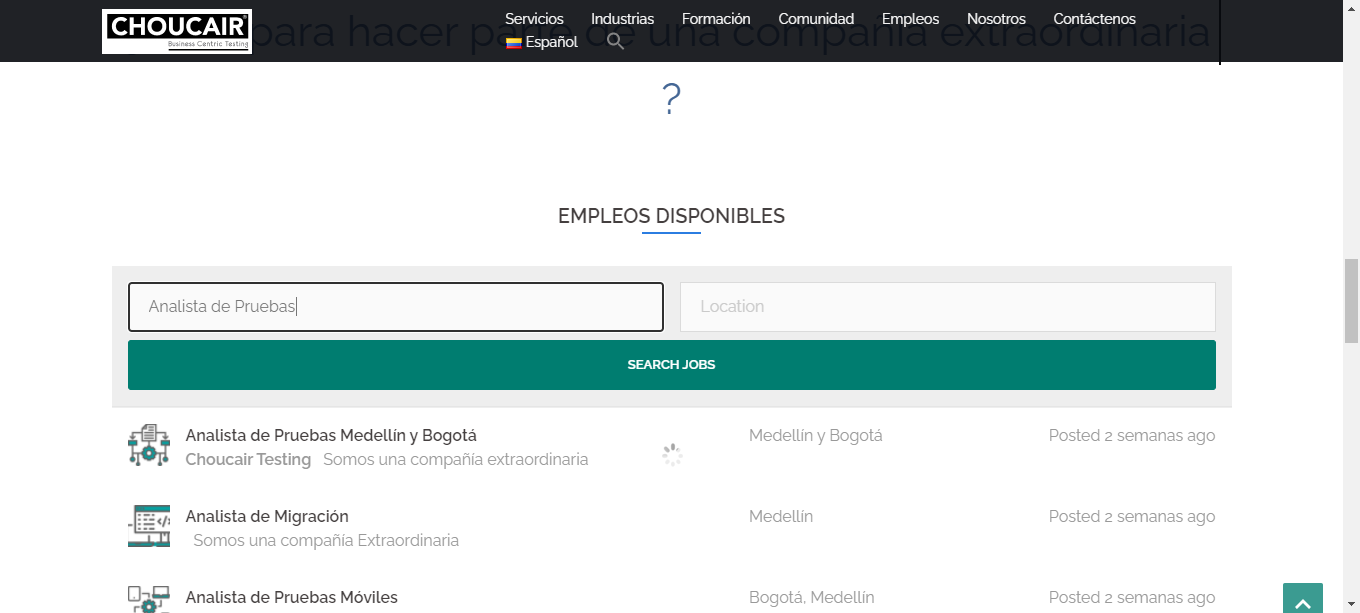 CHOUCAIR
Business Centric Testing
Servicios Industrias Formación Comunidad Empleos Nosotros Contáctenos
Español
para hacer parte de una compañía extraordinaria
?
EMPLEOS DISPONIBLES
Analista de Pruebas
Location
SEARCH JOBS
Analista de Pruebas Medellín y Bogotá
Medellín y Bogotá
Posted 2 semanas ago
Choucair Testing Somos una compañía extraordinaria
Analista de Migración
Medellín
Posted 2 semanas ago
Somos una compañía Extraordinaria
Analista de Pruebas Móviles
Bogotá, Medellín
Posted 2 semanas ago